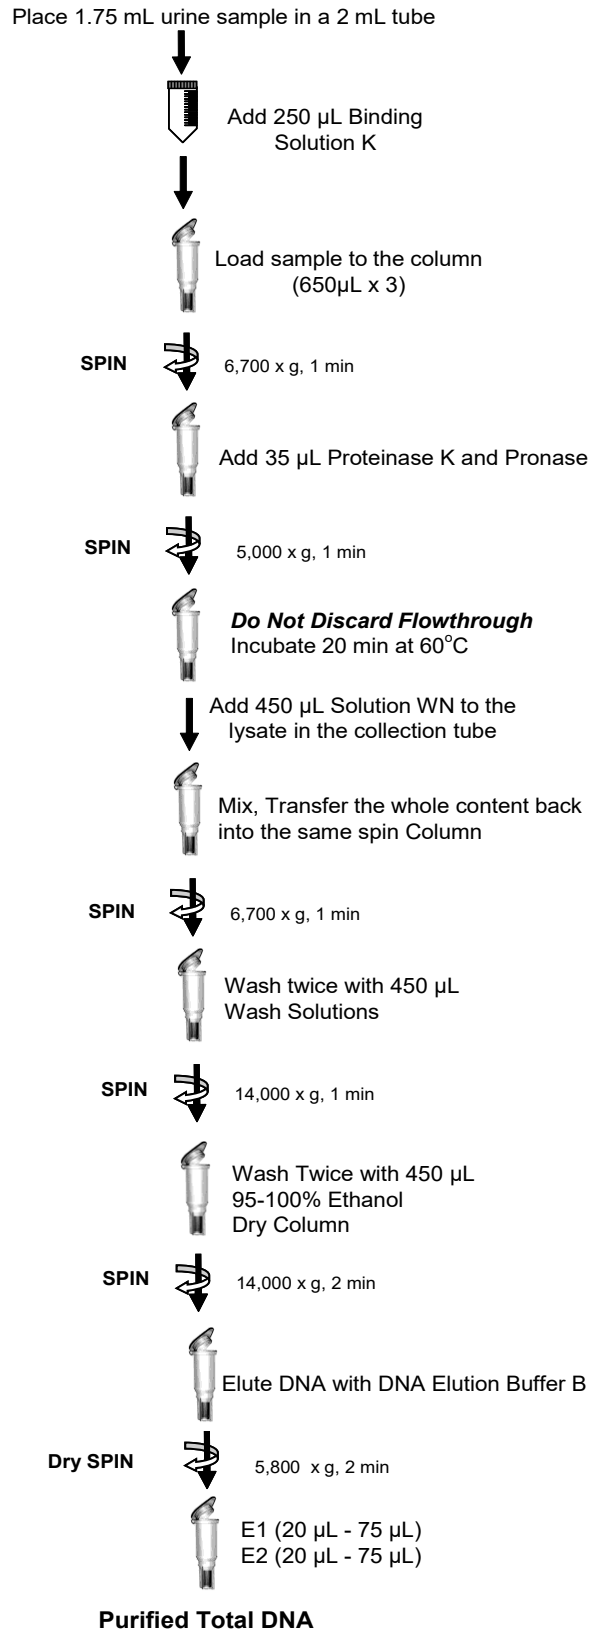 Place 1.75 mL urine sample in a 2 mL tube
Add 250 µL Binding
Solution K
Load sample to the column
(650µL x 3)
SPIN
6,700 x g, 1 min
Add 35 µL Proteinase K and Pronase
SPIN
5,000 x g, 1 min
Do Not Discard Flowthrough
Incubate 20 min at 60°C
Add 450 µL Solution WN to the
lysate in the collection tube
Mix, Transfer the whole content back
into the same spin Column
SPIN
6,700 x g, 1 min
Wash twice with 450 µL
Wash Solutions
SPIN
14,000 x g, 1 min
Wash Twice with 450 µL
95-100% Ethanol
Dry Column
SPIN
14,000 x g, 2 min
Elute DNA with DNA Elution Buffer B
Dry SPIN
5,800 x g, 2 min
E1 (20 µL - 75 µL)
E2 (20 µL - 75 µL)
Purified Total DNA